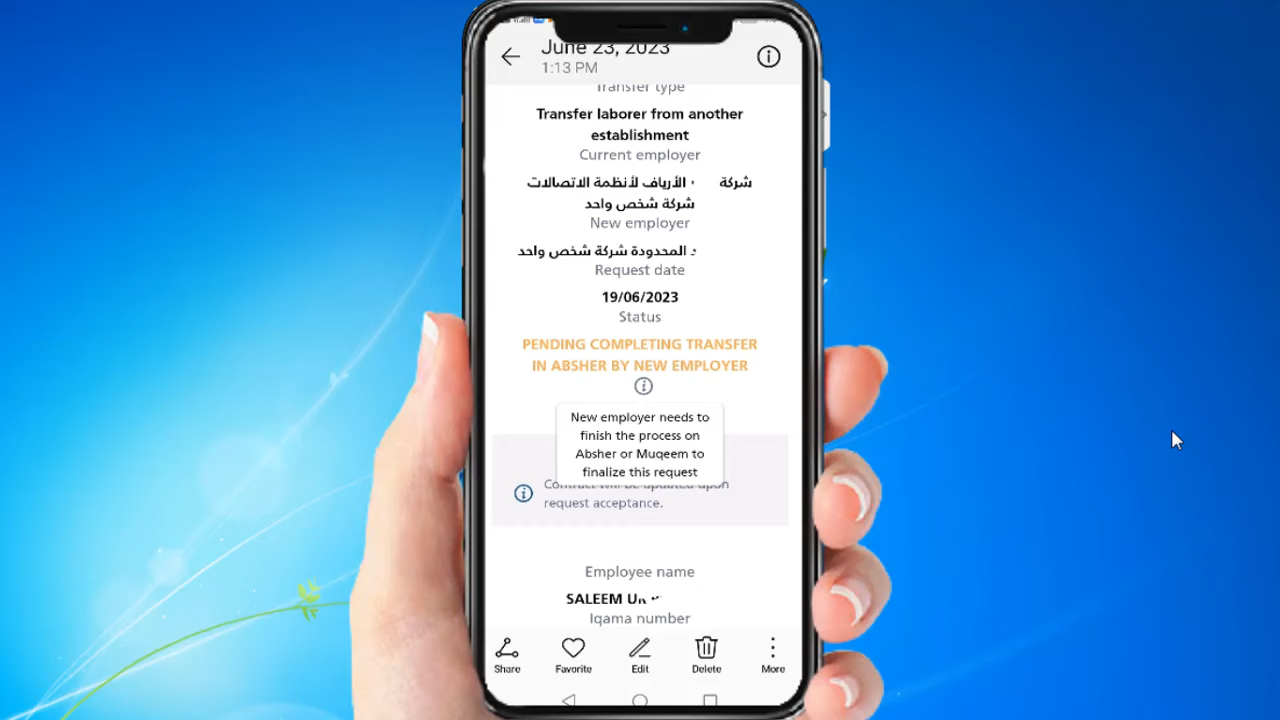 June 23, 2023
1:13 PM
Transfer type
Transfer laborer from another
establishment
Current employer
شركة الأرياف لأنظمة الاتصالات
شركة شخص واحد
New employer
المحدودة شركة شخص واحد
Request date
19/06/2023
Status
PENDING COMPLETING TRANSFER
IN ABSHER BY NEW EMPLOYER
New employer needs to
finish the process on
Absher or Muqeem to
finalize this request
Contract will be updated upon
request acceptance.
Employee name
SALEEM
Iqama number
Share Favorite Edit Delete More